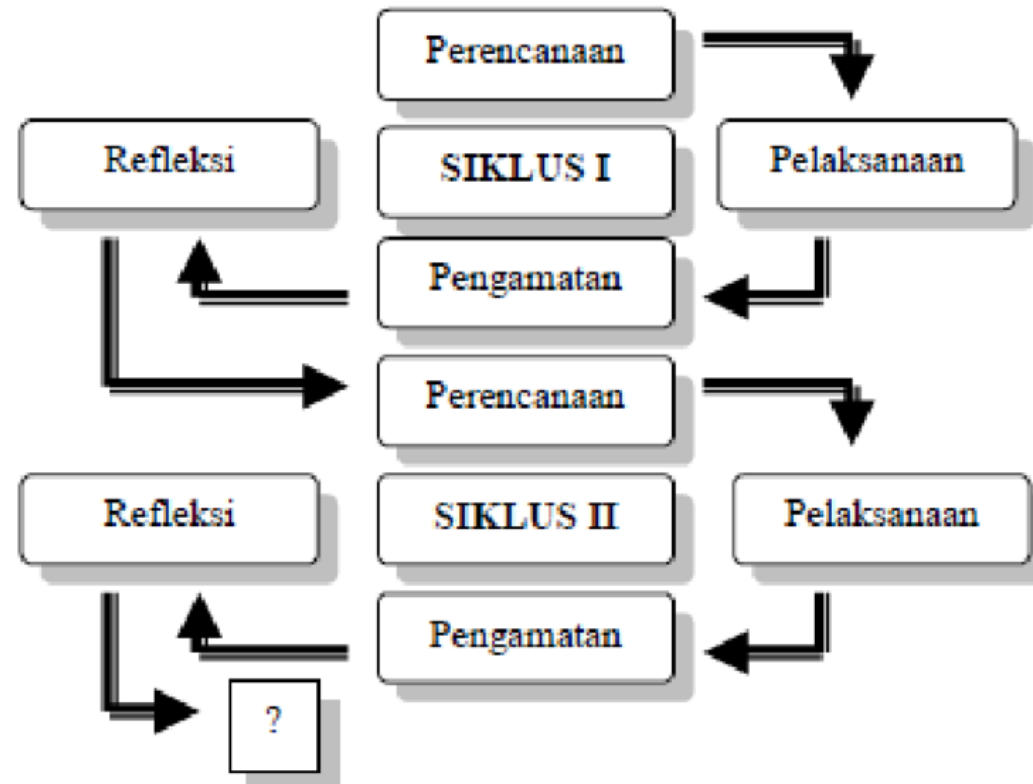 Perencanaan
Refleksi
SIKLUS I
Pelaksanaan
Pengamatan
Perencanaan
Refleksi
SIKLUS II
Pelaksanaan
Pengamatan
?